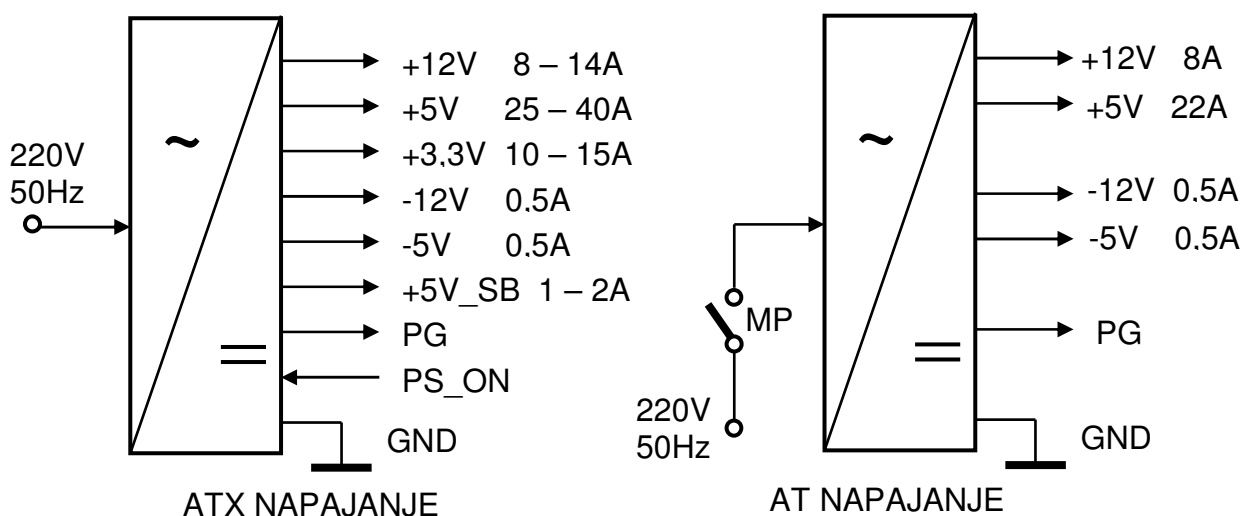 220V
50Hz
~
=
+12V 8 – 14A
+5V 25 – 40A
+3,3V 10 – 15A
-12V 0,5A
-5V 0,5A
+5V_SB 1 – 2A
PG
PS_ON
GND
ATX NAPAJANJE
220V
50Hz
MP
~
=
+12V 8A
+5V 22A
-12V 0,5A
-5V 0,5A
PG
GND
AT NAPAJANJE